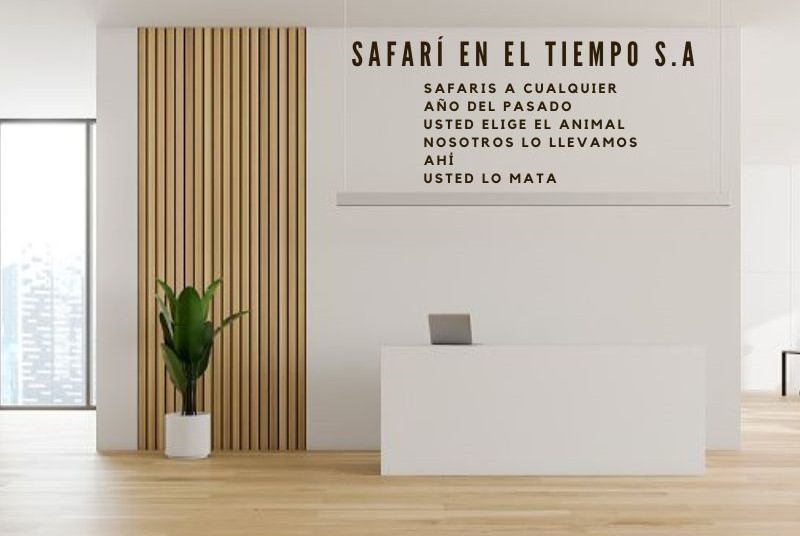 SAFARÍ EN EL TIEMPO S.A
SAFARIS A CUALQUIER
AÑO DEL PASADO
USTED ELIGE EL ANIMAL
NOSOTROS LO LLEVAMOS
AHÍ
USTED LO MATA